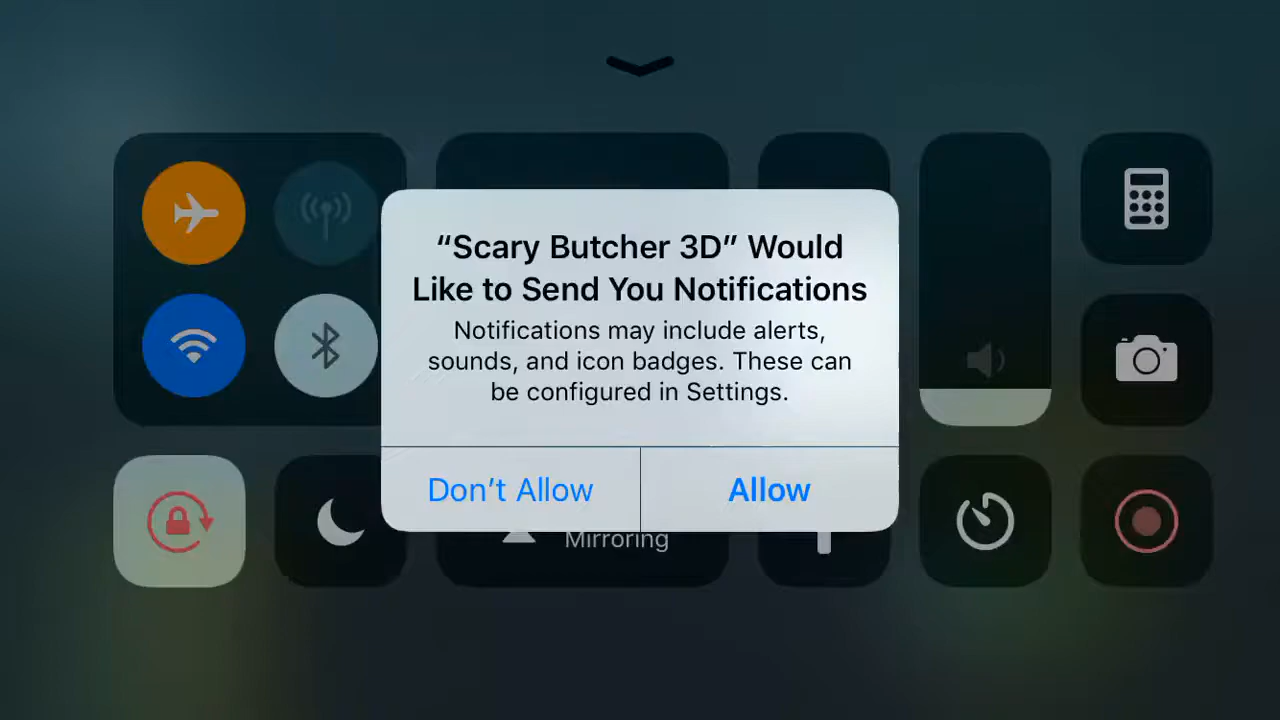 “Scary Butcher 3D” Would
Like to Send You Notifications
Notifications may include alerts,
sounds, and icon badges. These can
be configured in Settings.
Don’t Allow
Allow
Mirroring